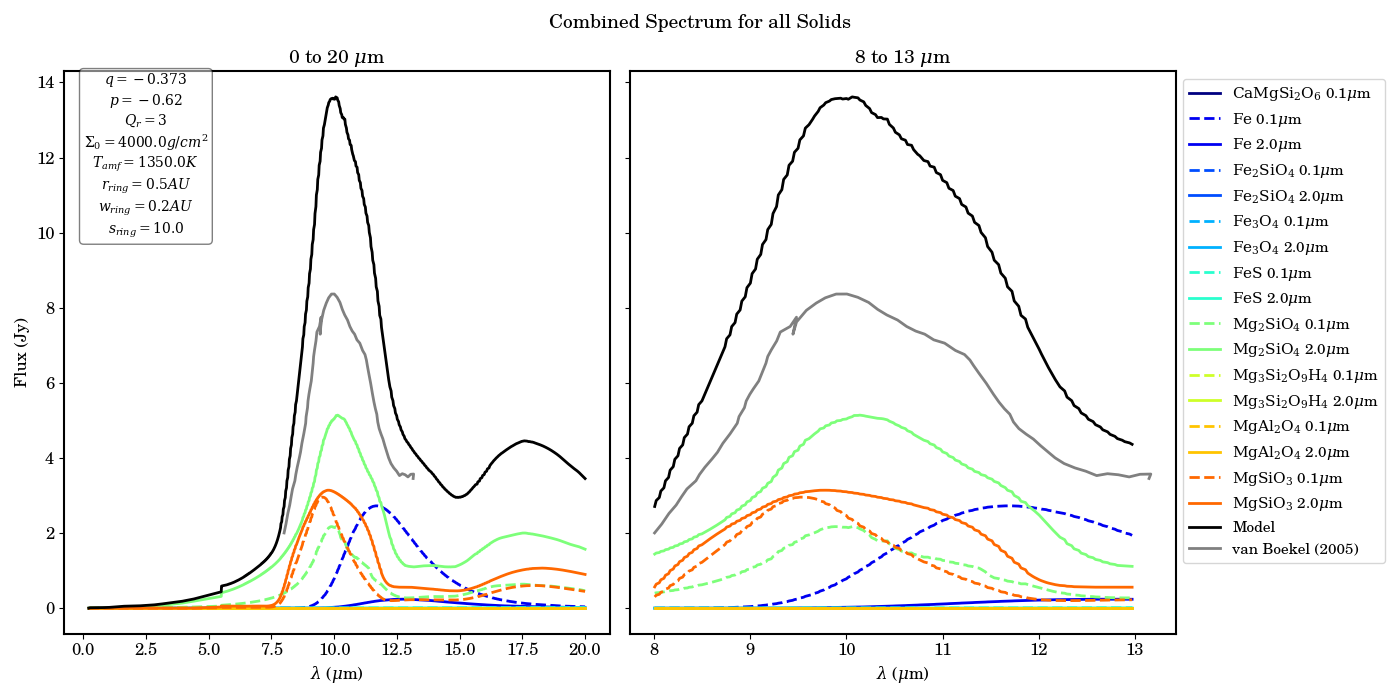 Combined Spectrum for all Solids
0 to 20 μm
8 to 13 μm
q = −0.373
p = −0.62
Q_r = 3
Σ_0 = 4000.0g/cm^2
T_amf = 1350.0K
r_ring = 0.5AU
w_ring = 0.2AU
s_ring = 10.0
Flux (Jy)
14
12
10
8
6
4
2
0
0.0 2.5 5.0 7.5 10.0 12.5 15.0 17.5 20.0
λ (μm)
8 9 10 11 12 13
λ (μm)
CaMgSi₂O₆ 0.1μm
Fe 0.1μm
Fe 2.0μm
Fe₂SiO₄ 0.1μm
Fe₂SiO₄ 2.0μm
Fe₃O₄ 0.1μm
Fe₃O₄ 2.0μm
FeS 0.1μm
FeS 2.0μm
Mg₂SiO₄ 0.1μm
Mg₂SiO₄ 2.0μm
Mg₃Si₂O₉H₄ 0.1μm
Mg₃Si₂O₉H₄ 2.0μm
MgAl₂O₄ 0.1μm
MgAl₂O₄ 2.0μm
MgSiO₃ 0.1μm
MgSiO₃ 2.0μm
Model
van Boekel (2005)